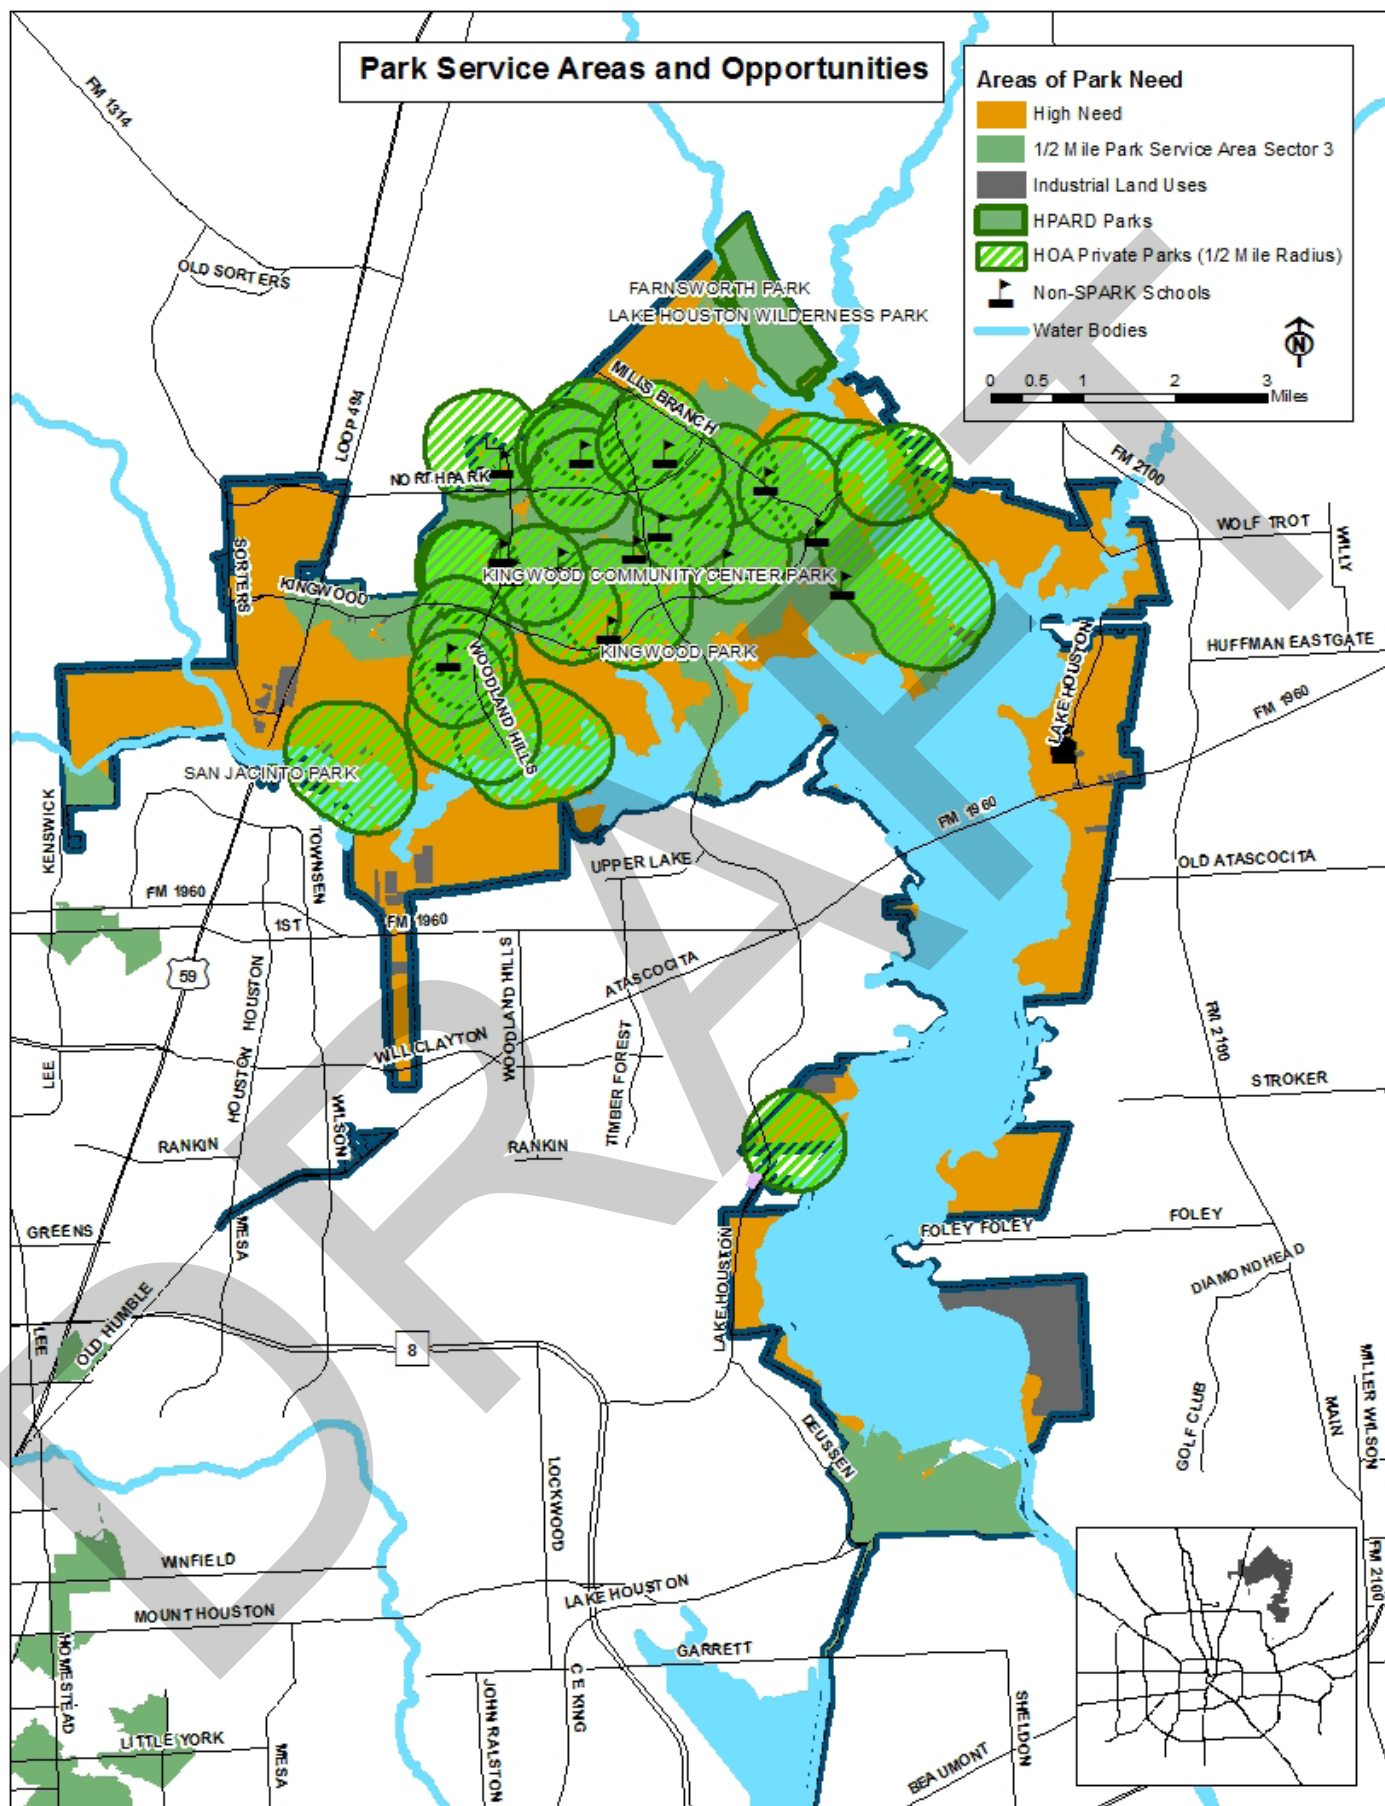 Park Service Areas and Opportunities
Areas of Park Need
High Need
1/2 Mile Park Service Area Sector 3
Industrial Land Uses
HPARD Parks
HOA Private Parks (1/2 Mile Radius)
Non-SPARK Schools
Water Bodies
N
0 0.5 1 2 3
Miles
FM 1314
OLD SORTERS
LOOP 494
FARNSWORTH PARK
LAKE HOUSTON WILDERNESS PARK
MILLS BRANCH
NORTHPARK
FM 2100
WOLF TROT
WILLY
SORTERS
KINGWOOD
KINGWOOD COMMUNITY CENTER PARK
KINGWOOD PARK
WOODLAND HILLS
HUFFMAN EASTGATE
LAKE HOUSTON
FM 1960
SAN JACINTO PARK
KENSWICK
TOWNSEN
FM 1960
UPPER LAKE
OLD ATASCOCITA
FM 1960
1ST
FM 1960
59
HOUSTON
WOODLAND HILLS
ATASCOCITA
FM 2100
LEE
HOUSTON
WILL CLAYTON
TIMBER FOREST
STROKER
WILSON
RANKIN
RANKIN
GREENS
MESA
FOLEY FOLEY
FOLEY
LAKE HOUSTON
DIAMONDHEAD
OLD HUMBLE
LEE
8
MILLER WILSON
MAIN
GOLF CLUB
DEUSSEN
LOCKWOOD
WINFIELD
LAKE HOUSTON
MOUNT HOUSTON
FM 2100
HOMESTEAD
GARRETT
C E KING
JOHN RALSTON
SHELDON
LITTLE YORK
MESA
BEAUMONT
DRAFT